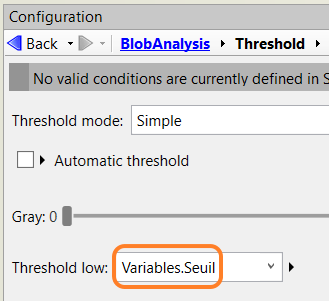 Configuration
Back BlobAnalysis Threshold
No valid conditions are currently defined in S
Threshold mode: Simple
Automatic threshold
Gray: 0
Threshold low: Variables.Seuil